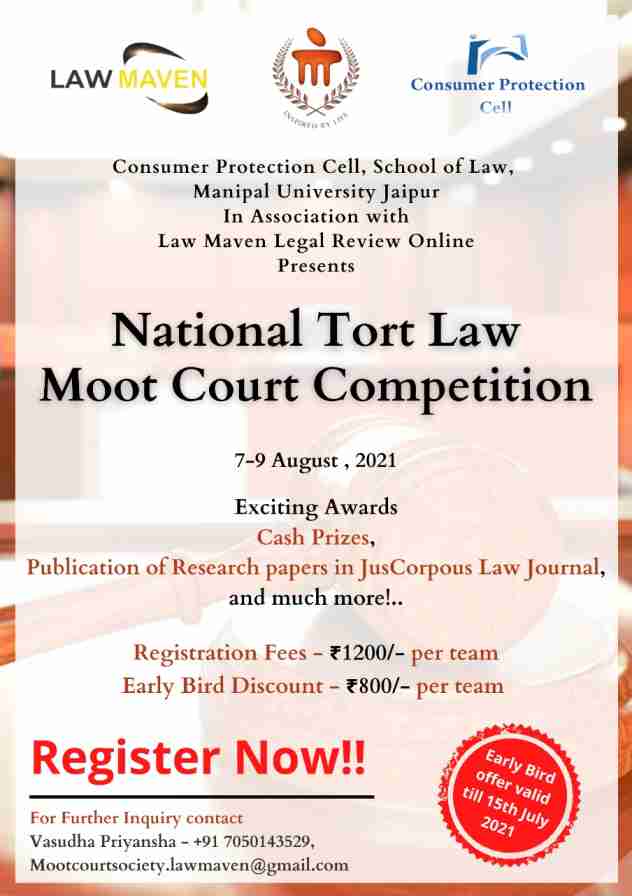 LAW MAVEN
INSPIRED BY LIFE
Consumer Protection
Cell
Consumer Protection Cell, School of Law,
Manipal University Jaipur
In Association with
Law Maven Legal Review Online
Presents
National Tort Law
Moot Court Competition
7-9 August , 2021
Exciting Awards
Cash Prizes,
Publication of Research papers in JusCorpous Law Journal,
and much more!..
Registration Fees - ₹1200/- per team
Early Bird Discount - ₹800/- per team
Register Now!!
Early Bird
offer valid
till 15th July
2021
For Further Inquiry contact
Vasudha Priyansha - +91 7050143529,
Mootcourtsociety.lawmaven@gmail.com